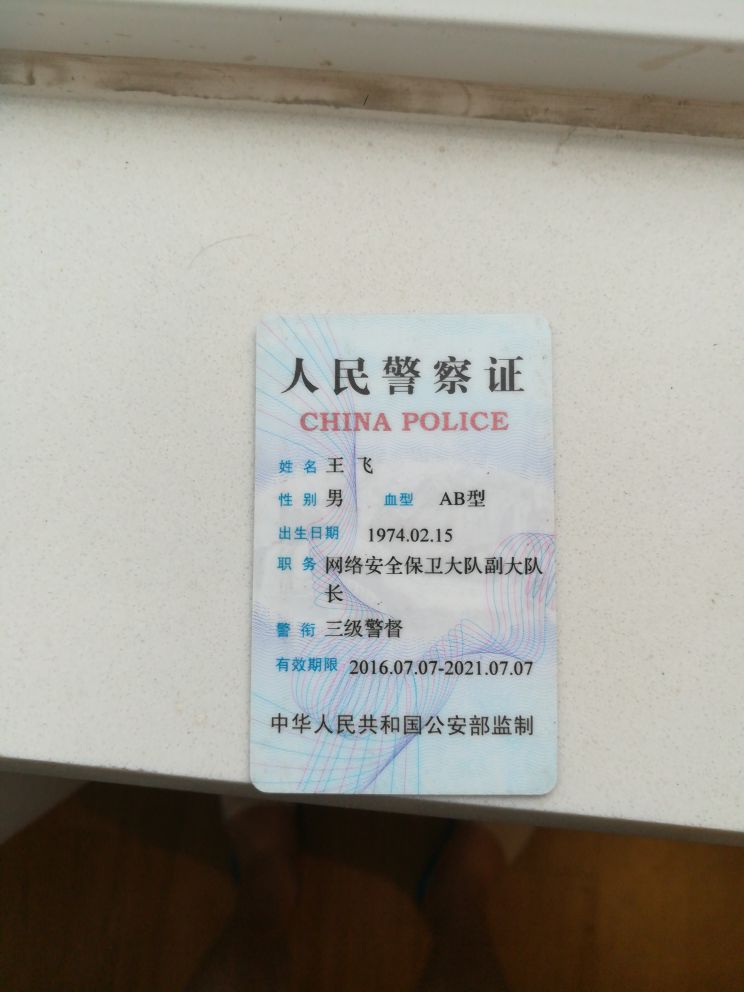 人民警察证
CHINA POLICE
姓名 王 飞
性别 男 血型 AB型
出生日期 1974.02.15
职务 网络安全保卫大队副大队
长
警衔 三级警督
有效期限 2016.07.07-2021.07.07
中华人民共和国公安部监制